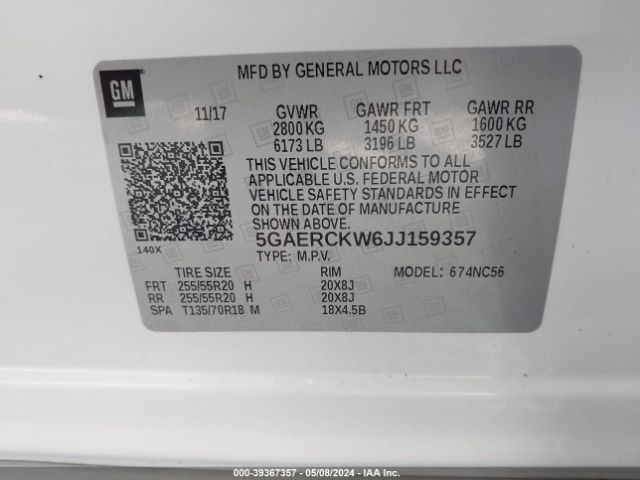 GM
MFD BY GENERAL MOTORS LLC
11/17 GVWR GAWR FRT GAWR RR
2800 KG 1450 KG 1600 KG
6173 LB 3196 LB 3527 LB
THIS VEHICLE CONFORMS TO ALL
APPLICABLE U.S. FEDERAL MOTOR
VEHICLE SAFETY STANDARDS IN EFFECT
ON THE DATE OF MANUFACTURE
SHOWN ABOVE.
140X 5GAERCKW6JJ159357
TYPE: M.P.V.
TIRE SIZE RIM MODEL: 674NC56
FRT 255/55R20 H 20X8J
RR 255/55R20 H 20X8J
SPA T135/70R18 M 18X4.5B
000-39367357 - 05/08/2024 - IAA Inc.